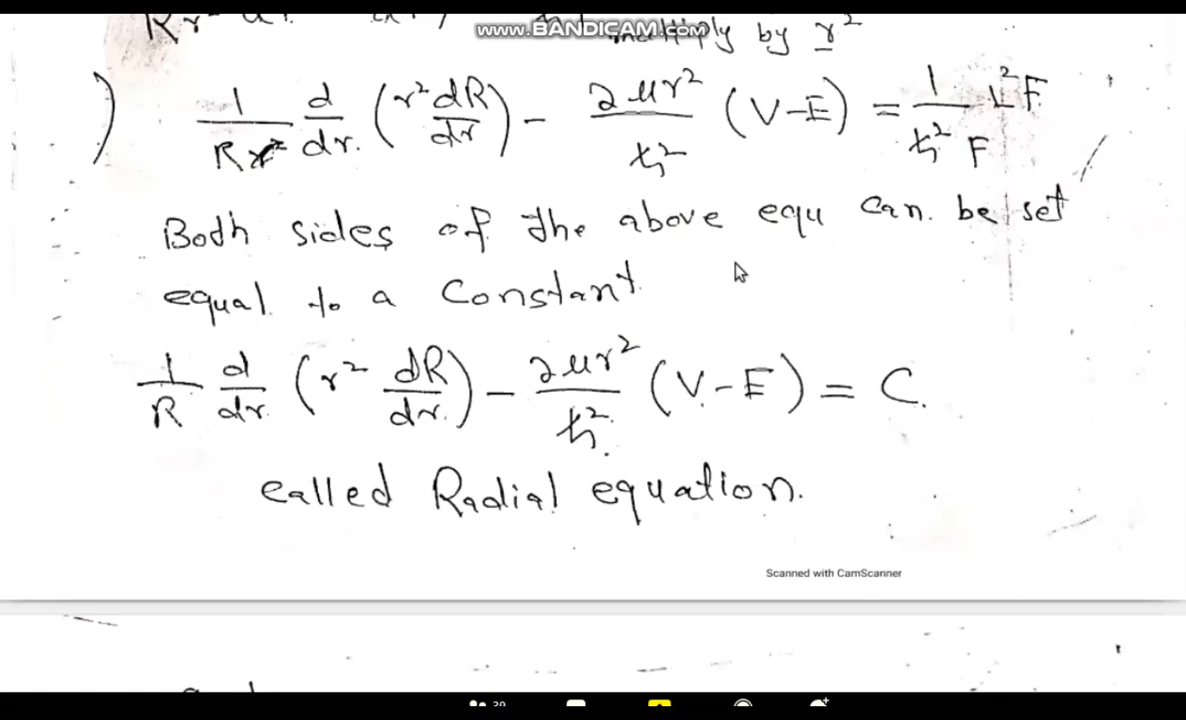 www.BANDICAM.com
multiply by r²
1/(Rr²) d/dr. (r² dR/dr) - 2μr²/ħ² (V-E) = 1/(ħ² F) L²F
Both sides of the above equ can. be set
equal to a Constant.
1/R d/dr. (r² dR/dr.) - 2μr²/ħ² (V.-E) = C.
called Radial equation.
Scanned with CamScanner